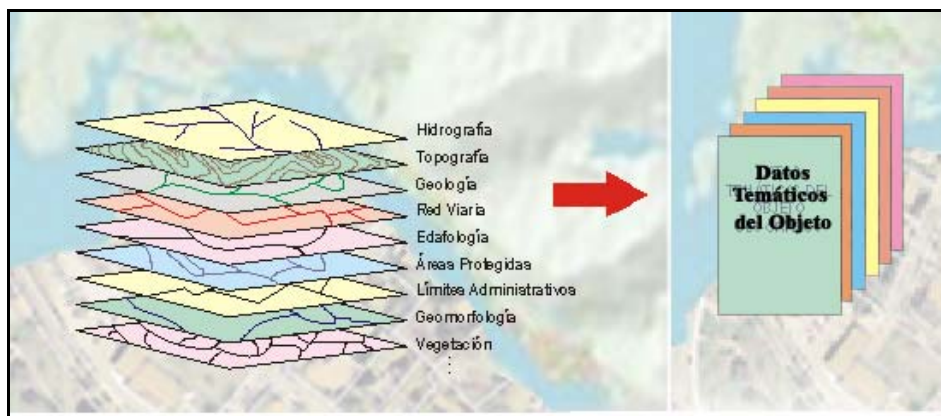 Hidrografía
Topografía
Geología
Red Viaria
Edafología
Áreas Protegidas
Límites Administrativos
Geomorfología
Vegetación
⋮
Datos
Temáticos
del Objeto